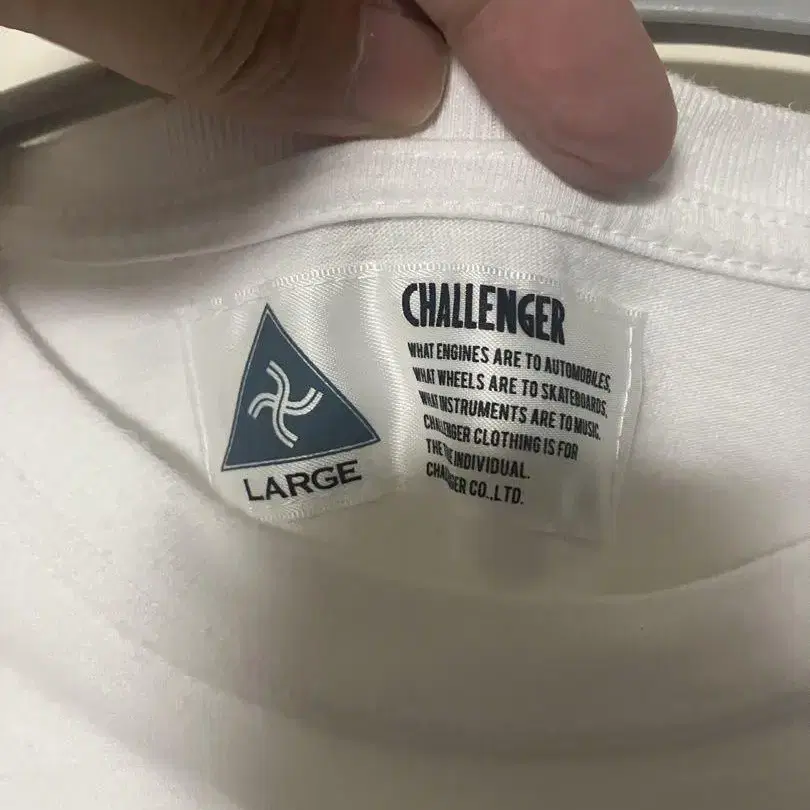 CHALLENGER
WHAT ENGINES ARE TO AUTOMOBILES,
WHAT WHEELS ARE TO SKATEBOARDS,
WHAT INSTRUMENTS ARE TO MUSIC.
CHALLENGER CLOTHING IS FOR
THE INDIVIDUAL.
CHALLENGER CO.,LTD.
LARGE